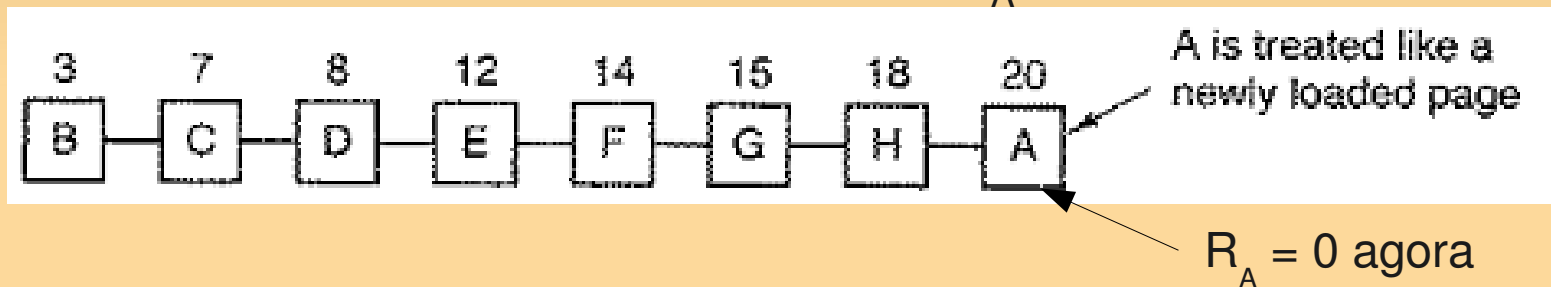 3 7 8 12 14 15 18 20
B C D E F G H A
A is treated like a
newly loaded page
R_A = 0 agora